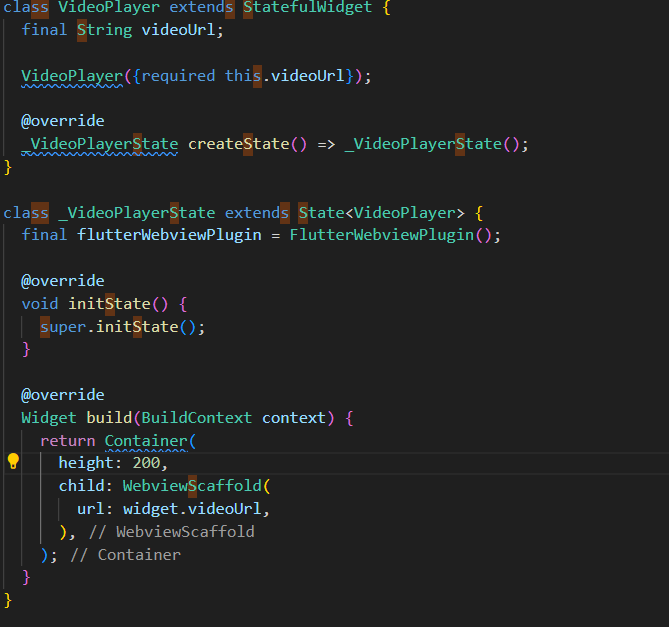 class VideoPlayer extends StatefulWidget {
  final String videoUrl;

  VideoPlayer({required this.videoUrl});

  @override
  _VideoPlayerState createState() => _VideoPlayerState();
}

class _VideoPlayerState extends State<VideoPlayer> {
  final flutterWebviewPlugin = FlutterWebviewPlugin();

  @override
  void initState() {
    super.initState();
  }

  @override
  Widget build(BuildContext context) {
    return Container(
      height: 200,
      child: WebviewScaffold(
        url: widget.videoUrl,
      ), // WebviewScaffold
    ); // Container
  }
}